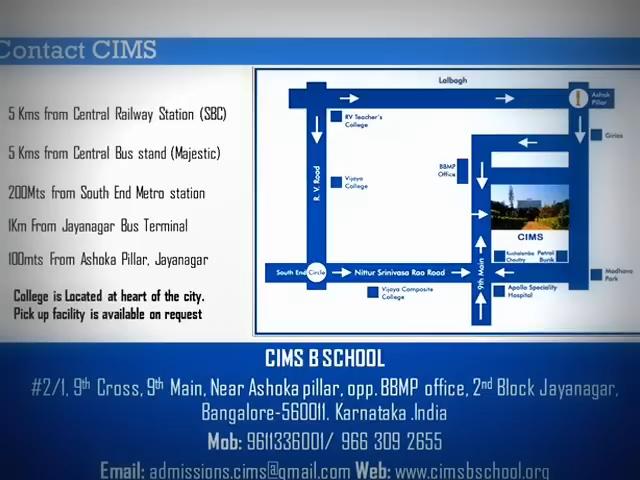 Contact CIMS
5 Kms from Central Railway Station (SBC)
5 Kms from Central Bus stand (Majestic)
200Mts from South End Metro station
1Km From Jayanagar Bus Terminal
100mts From Ashoka Pillar, Jayanagar
College is Located at heart of the city.
Pick up facility is available on request
Lalbagh
Ashok
Pillar
RV Teacher's
College
Girias
BBMP
Office
R. V. Road
Vijaya
College
CIMS
Choultry
Petrol
Bunk
South End Circle
Nittur Srinivasa Rao Road
9th Main
Madhava
Park
Vijaya Composite
College
Apollo Speciality
Hospital
CIMS B SCHOOL
#2/1, 9th Cross, 9th Main, Near Ashoka pillar, opp. BBMP office, 2nd Block Jayanagar,
Bangalore-560011. Karnataka .India
Mob: 9611336001/ 966 309 2655
Email: admissions.cims@gmail.com Web: www.cimsbschool.org